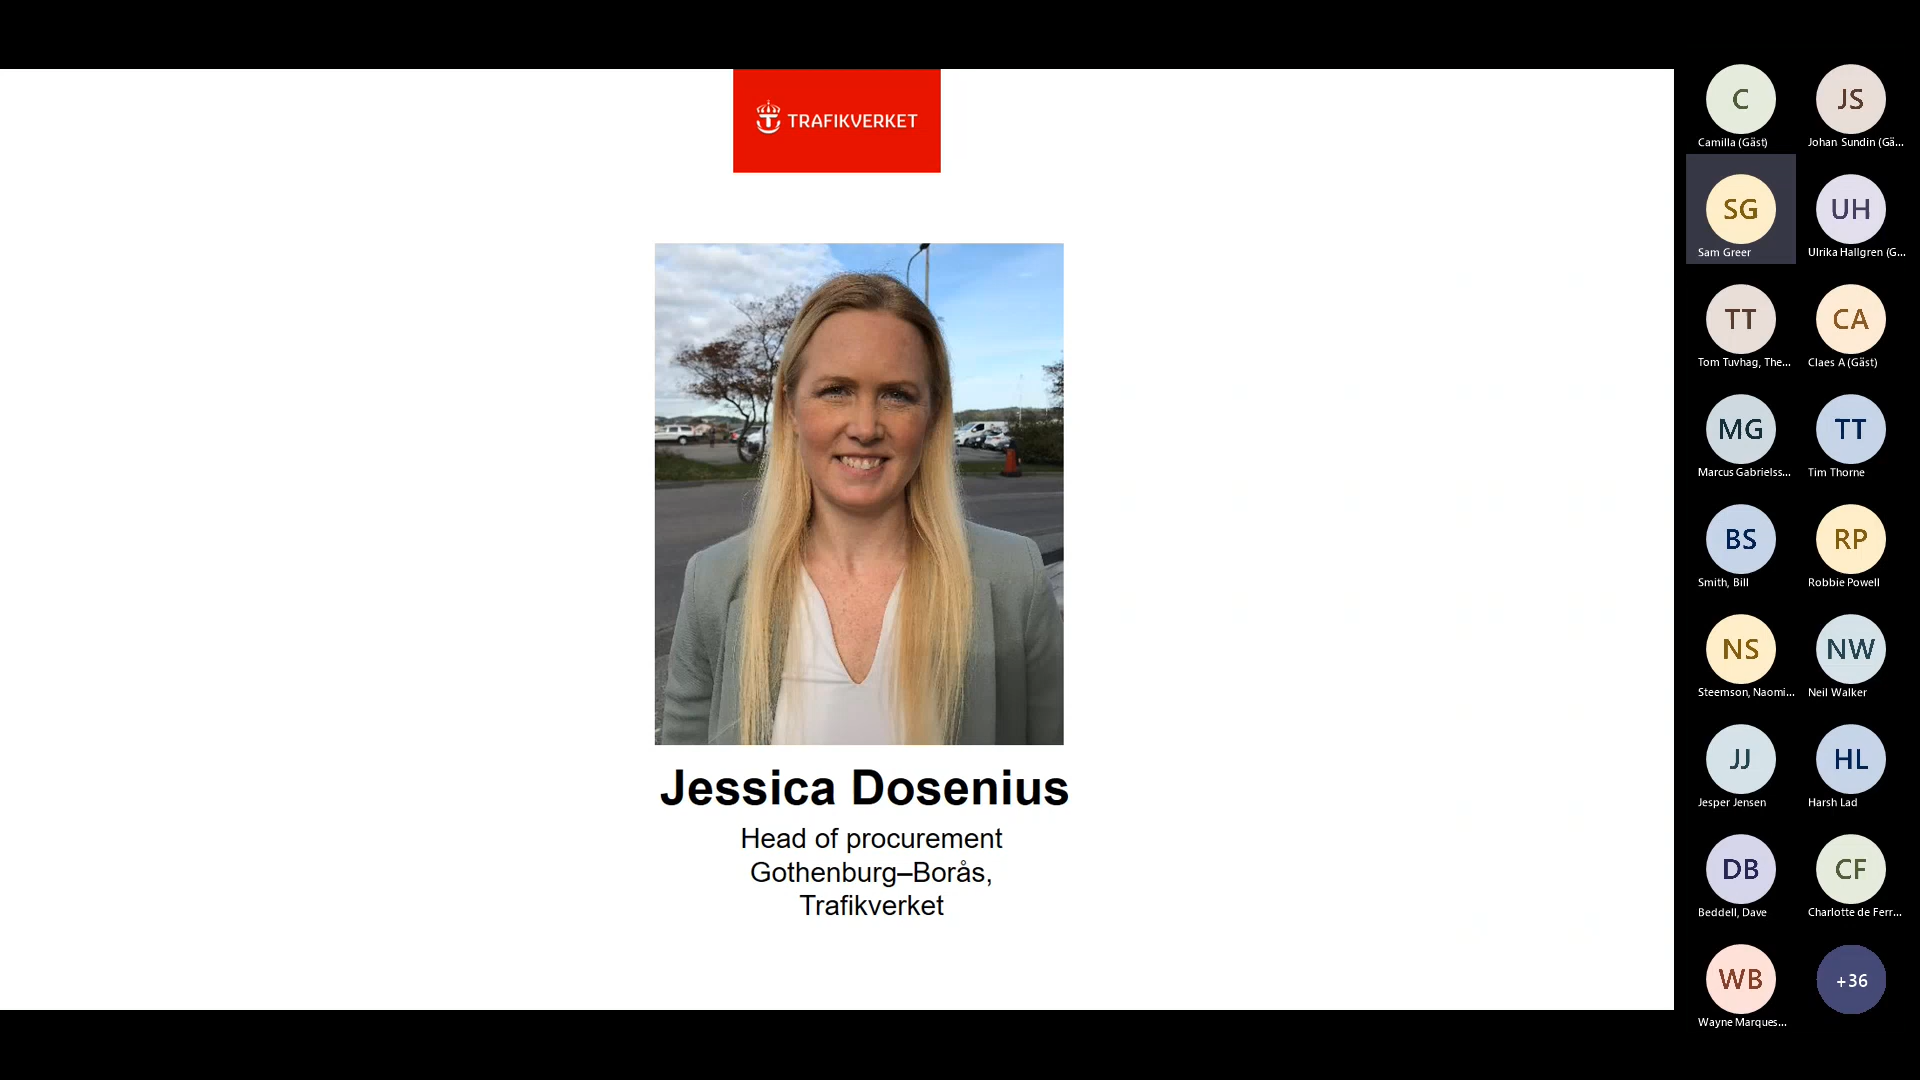 TRAFIKVERKET
Jessica Dosenius
Head of procurement
Gothenburg–Borås,
Trafikverket
C
Camilla (Gäst)
JS
Johan Sundin (Gä...
SG
Sam Greer
UH
Ulrika Hallgren (G...
TT
Tom Tuvhag, The...
CA
Claes A (Gäst)
MG
Marcus Gabrielss...
TT
Tim Thorne
BS
Smith, Bill
RP
Robbie Powell
NS
Steemson, Naomi...
NW
Neil Walker
JJ
Jesper Jensen
HL
Harsh Lad
DB
Beddell, Dave
CF
Charlotte de Ferr...
WB
Wayne Marques...
+36